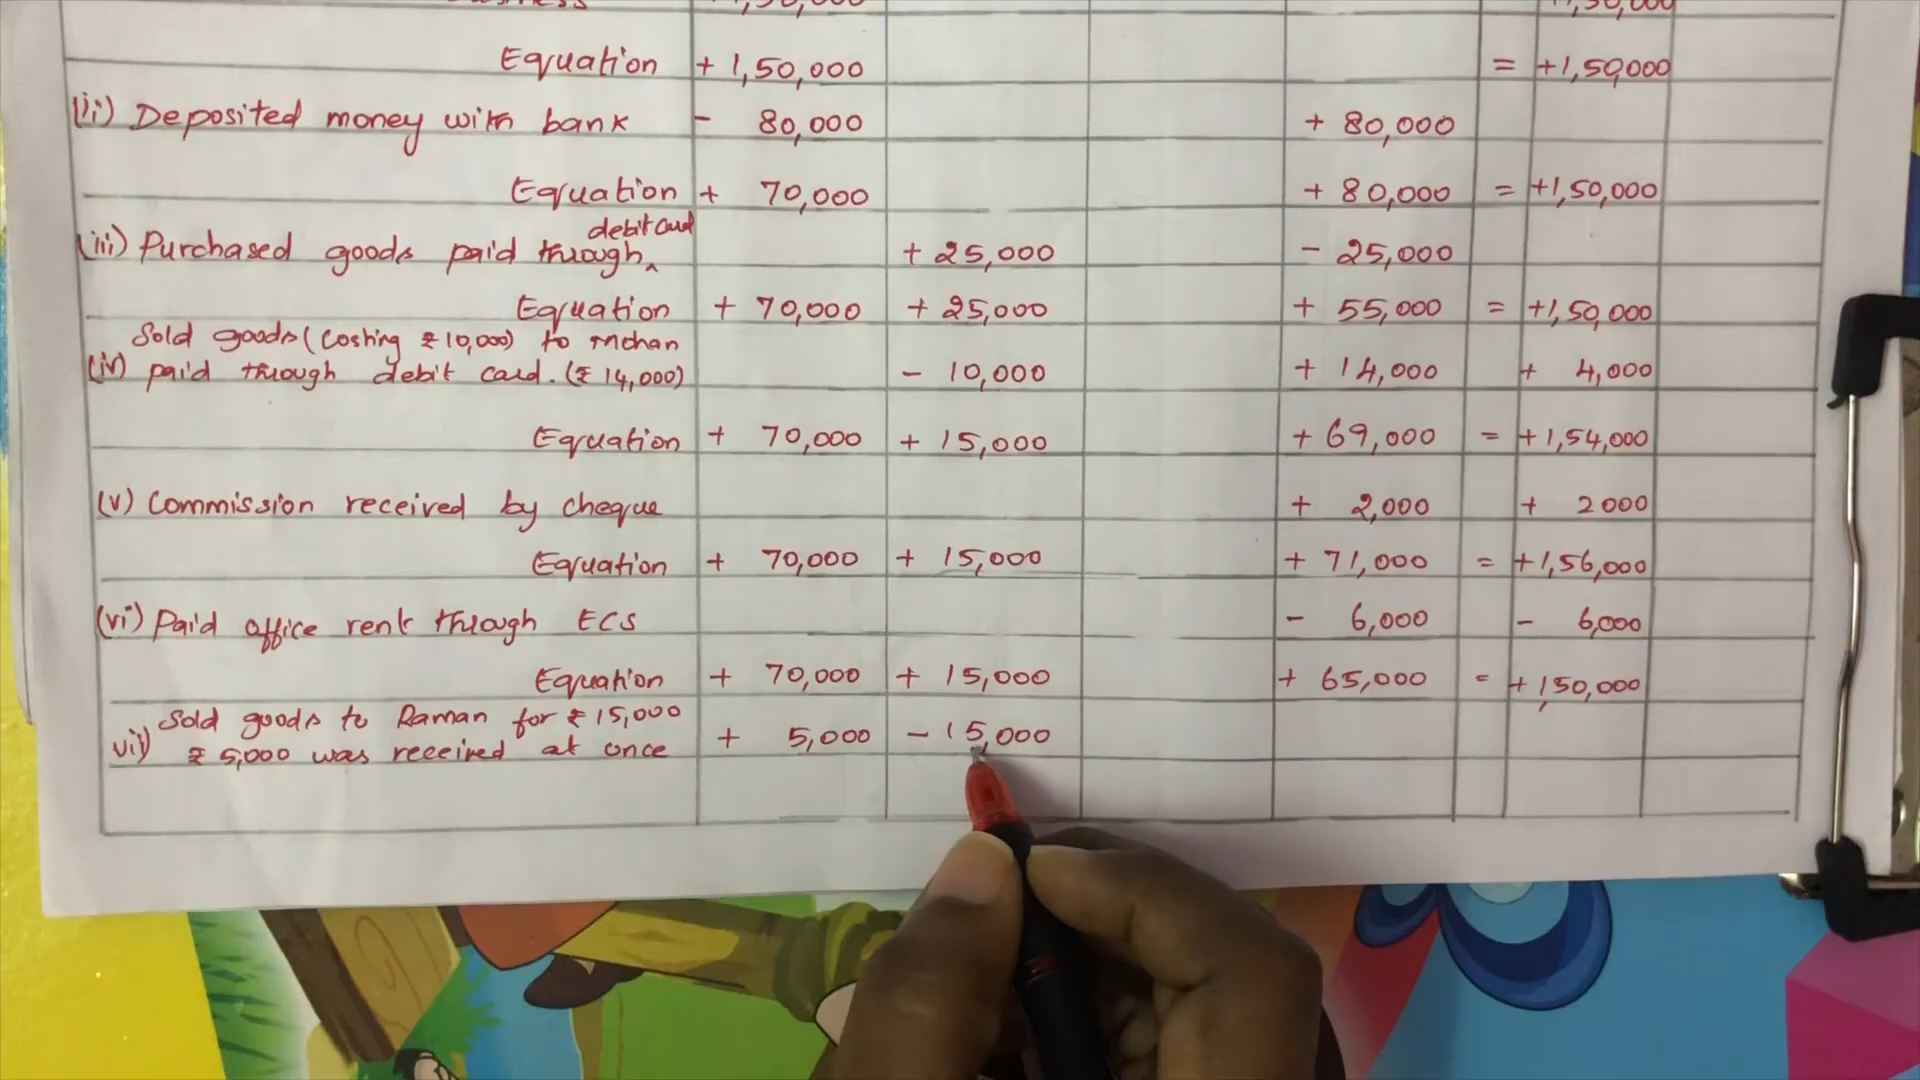 Equation + 1,50,000 = +1,50,000
(ii) Deposited money with bank - 80,000 + 80,000
Equation + 70,000 + 80,000 = +1,50,000
debit card
(iii) Purchased goods paid through^ + 25,000 - 25,000
Equation + 70,000 + 25,000 + 55,000 = +1,50,000
Sold goods (costing ₹ 10,000) to mohan
(iv) paid through debit card. (₹ 14,000) - 10,000 + 14,000 + 4,000
Equation + 70,000 + 15,000 + 69,000 = +1,54,000
(v) Commission received by cheque + 2,000 + 2000
Equation + 70,000 + 15,000 + 71,000 = +1,56,000
(vi) Paid office rent through ECS - 6,000 - 6,000
Equation + 70,000 + 15,000 + 65,000 = +1,50,000
Sold goods to Raman for ₹ 15,000
vii) ₹ 5,000 was received at once + 5,000 - 15,000